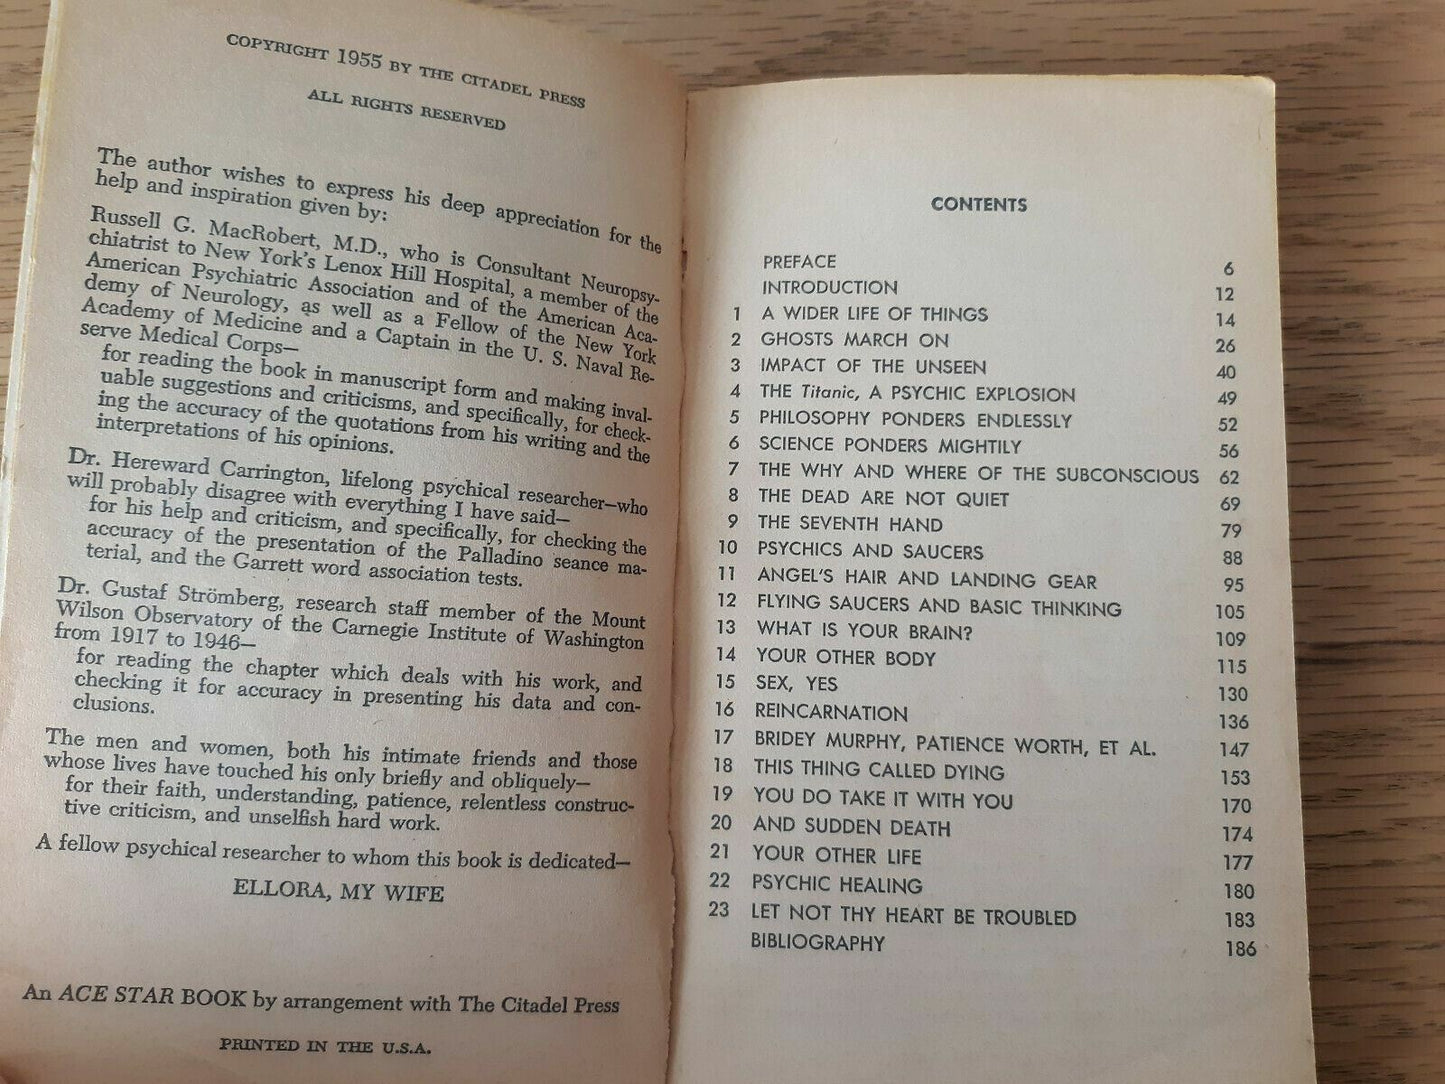 COPYRIGHT 1955 BY THE CITADEL PRESS
ALL RIGHTS RESERVED
The author wishes to express his deep appreciation for the
help and inspiration given by:
Russell G. MacRobert, M.D., who is Consultant Neuropsy-
chiatrist to New York's Lenox Hill Hospital, a member of the
American Psychiatric Association and of the American Aca-
demy of Neurology, as well as a Fellow of the New York
Academy of Medicine and a Captain in the U. S. Naval Re-
serve Medical Corps—
for reading the book in manuscript form and making inval-
uable suggestions and criticisms, and specifically, for check-
ing the accuracy of the quotations from his writing and the
interpretations of his opinions.
Dr. Hereward Carrington, lifelong psychical researcher—who
will probably disagree with everything I have said—
for his help and criticism, and specifically, for checking the
accuracy of the presentation of the Palladino seance ma-
terial, and the Garrett word association tests.
Dr. Gustaf Strömberg, research staff member of the Mount
Wilson Observatory of the Carnegie Institute of Washington
from 1917 to 1946—
for reading the chapter which deals with his work, and
checking it for accuracy in presenting his data and con-
clusions.
The men and women, both his intimate friends and those
whose lives have touched his only briefly and obliquely—
for their faith, understanding, patience, relentless construc-
tive criticism, and unselfish hard work.
A fellow psychical researcher to whom this book is dedicated—
ELLORA, MY WIFE
An ACE STAR BOOK by arrangement with The Citadel Press
PRINTED IN THE U.S.A.
CONTENTS
PREFACE 6
INTRODUCTION 12
1 A WIDER LIFE OF THINGS 14
2 GHOSTS MARCH ON 26
3 IMPACT OF THE UNSEEN 40
4 THE Titanic, A PSYCHIC EXPLOSION 49
5 PHILOSOPHY PONDERS ENDLESSLY 52
6 SCIENCE PONDERS MIGHTILY 56
7 THE WHY AND WHERE OF THE SUBCONSCIOUS 62
8 THE DEAD ARE NOT QUIET 69
9 THE SEVENTH HAND 79
10 PSYCHICS AND SAUCERS 88
11 ANGEL'S HAIR AND LANDING GEAR 95
12 FLYING SAUCERS AND BASIC THINKING 105
13 WHAT IS YOUR BRAIN? 109
14 YOUR OTHER BODY 115
15 SEX, YES 130
16 REINCARNATION 136
17 BRIDEY MURPHY, PATIENCE WORTH, ET AL. 147
18 THIS THING CALLED DYING 153
19 YOU DO TAKE IT WITH YOU 170
20 AND SUDDEN DEATH 174
21 YOUR OTHER LIFE 177
22 PSYCHIC HEALING 180
23 LET NOT THY HEART BE TROUBLED 183
BIBLIOGRAPHY 186